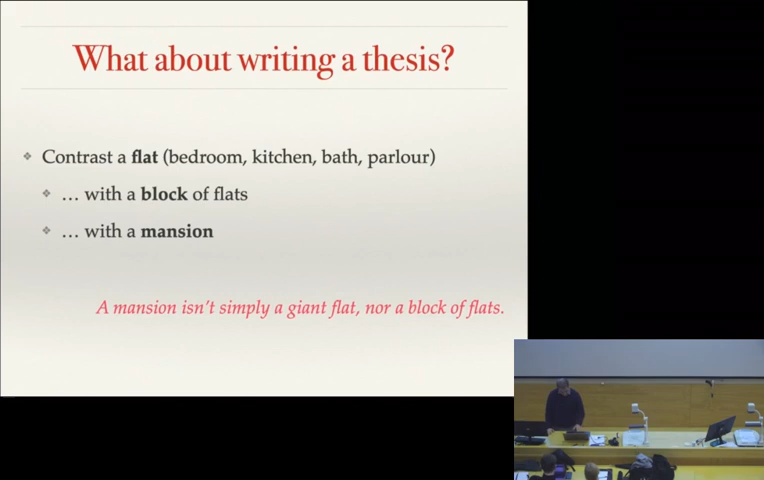 What about writing a thesis?
Contrast a flat (bedroom, kitchen, bath, parlour)
… with a block of flats
… with a mansion
A mansion isn't simply a giant flat, nor a block of flats.